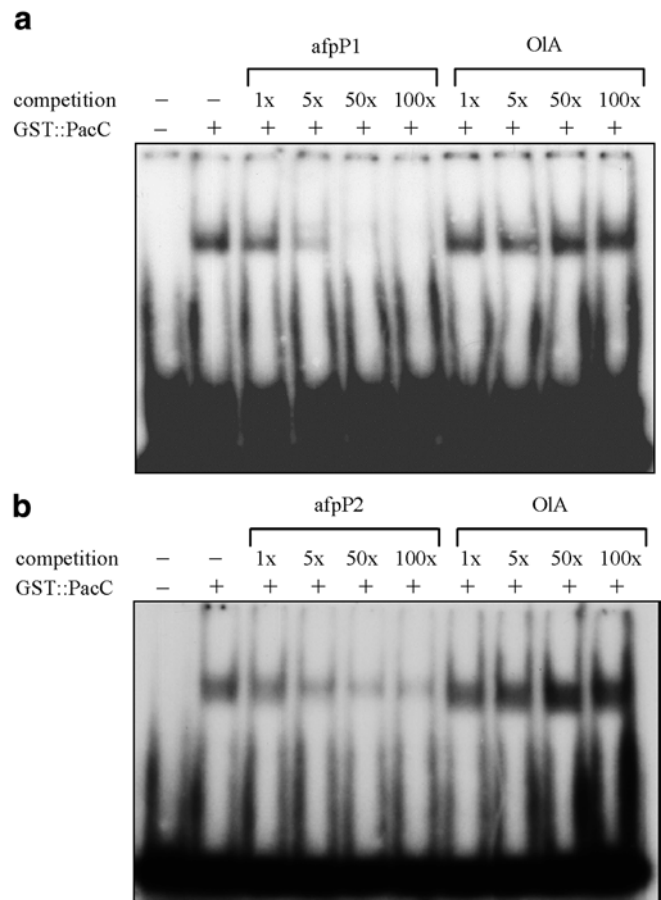 a
afpP1 OlA
competition – – 1x 5x 50x 100x 1x 5x 50x 100x
GST::PacC – + + + + + + + + +
b
afpP2 OlA
competition – – 1x 5x 50x 100x 1x 5x 50x 100x
GST::PacC – + + + + + + + + +